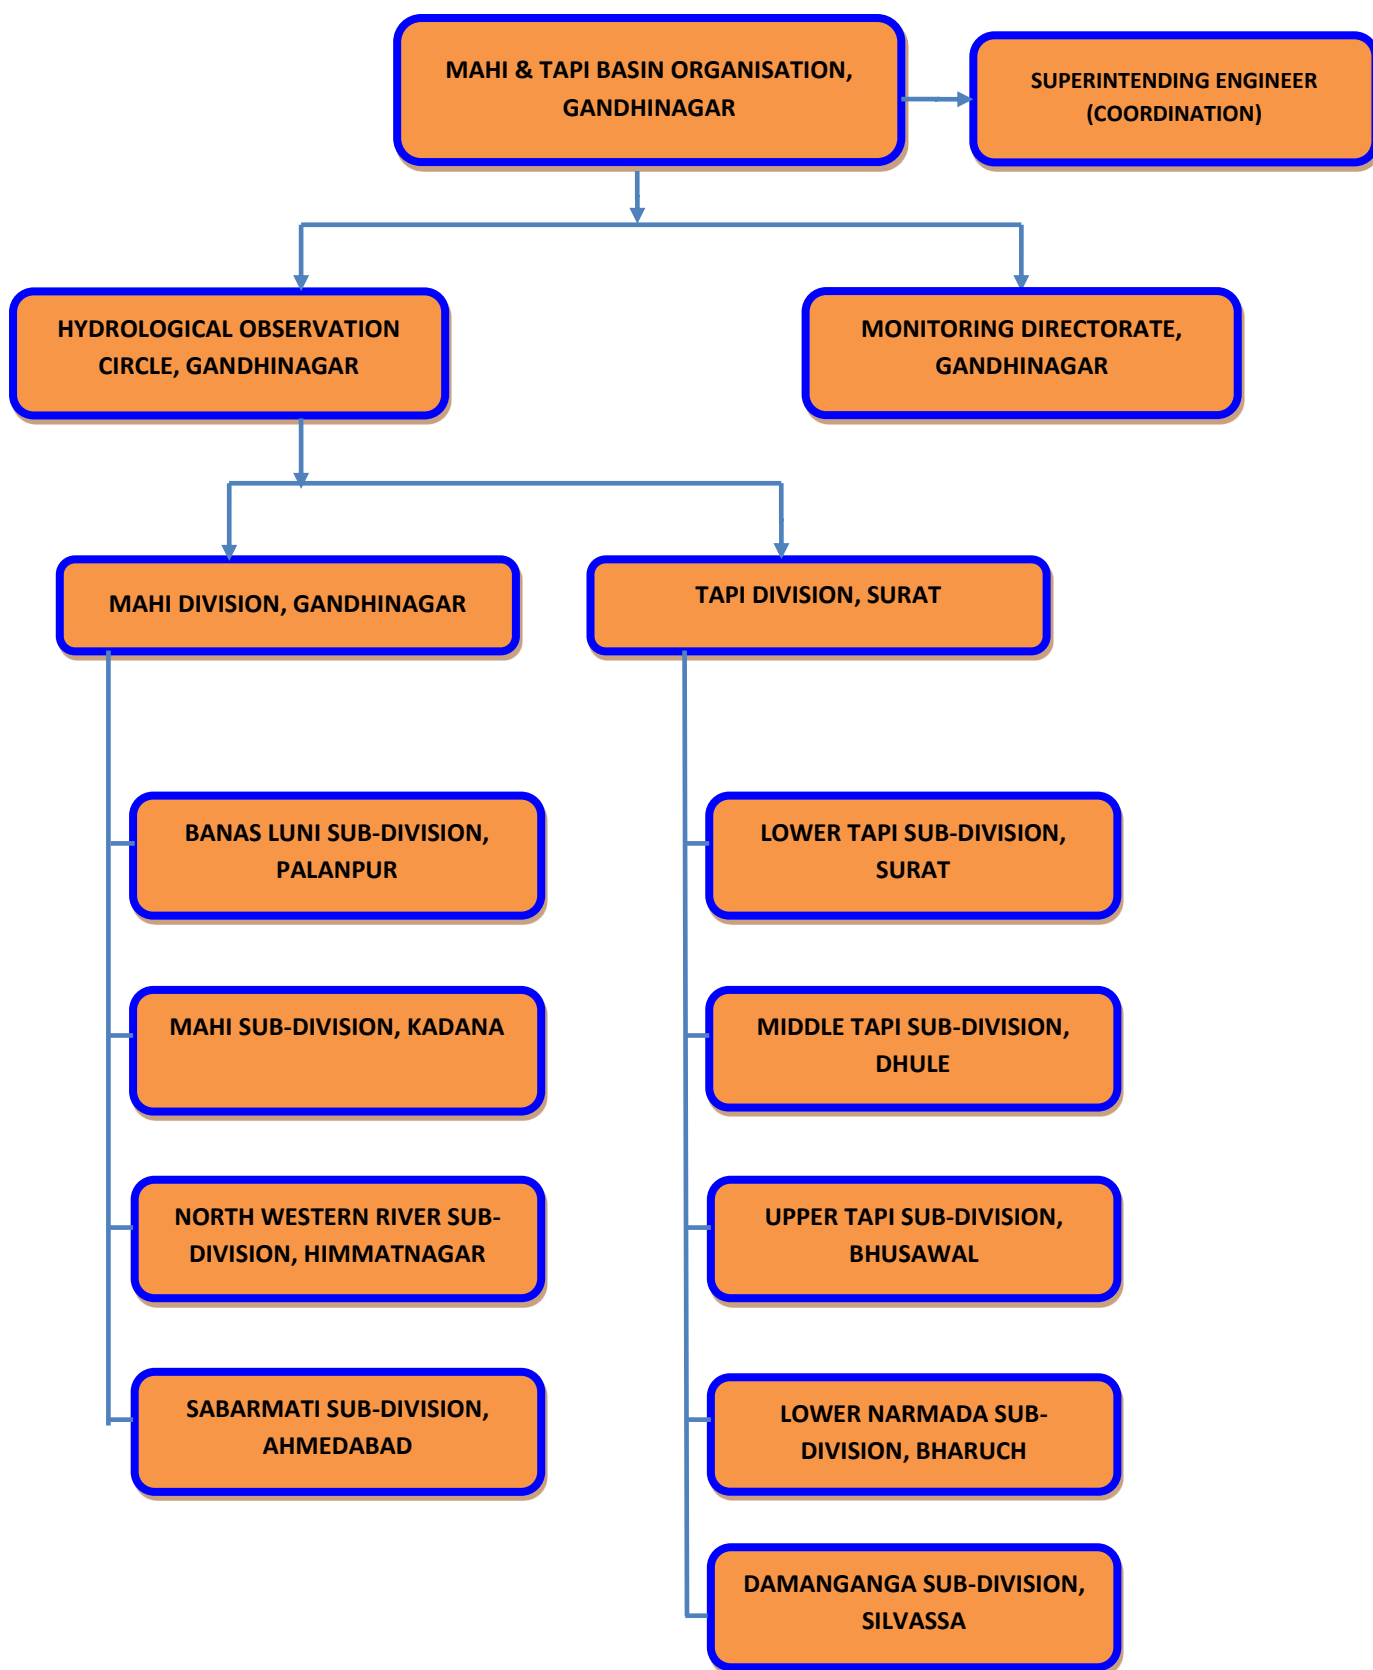 MAHI & TAPI BASIN ORGANISATION,
GANDHINAGAR
SUPERINTENDING ENGINEER
(COORDINATION)
HYDROLOGICAL OBSERVATION
CIRCLE, GANDHINAGAR
MONITORING DIRECTORATE,
GANDHINAGAR
MAHI DIVISION, GANDHINAGAR
TAPI DIVISION, SURAT
BANAS LUNI SUB-DIVISION,
PALANPUR
LOWER TAPI SUB-DIVISION,
SURAT
MAHI SUB-DIVISION, KADANA
MIDDLE TAPI SUB-DIVISION,
DHULE
NORTH WESTERN RIVER SUB-
DIVISION, HIMMATNAGAR
UPPER TAPI SUB-DIVISION,
BHUSAWAL
SABARMATI SUB-DIVISION,
AHMEDABAD
LOWER NARMADA SUB-
DIVISION, BHARUCH
DAMANGANGA SUB-DIVISION,
SILVASSA